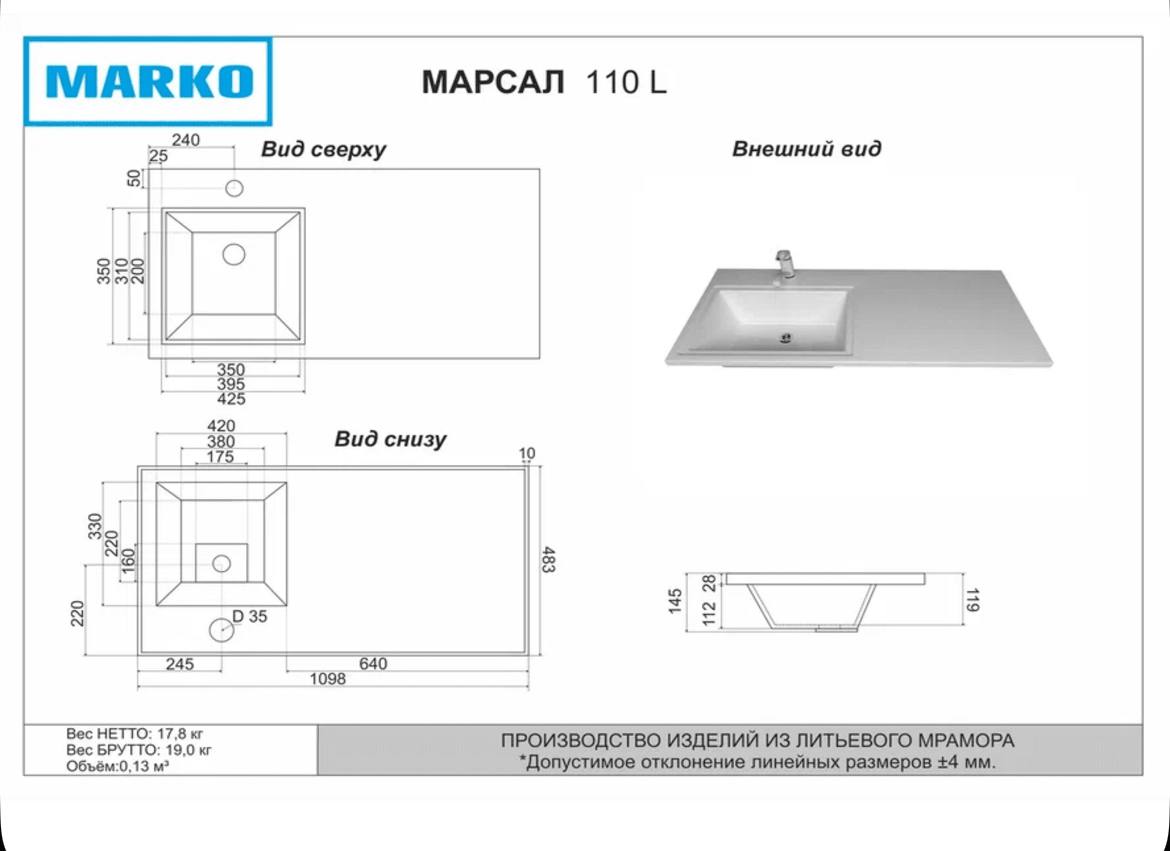 MARKO
МАРСАЛ 110 L
Вид сверху
Внешний вид
240
25
50
350
310
200
350
395
425
Вид снизу
420
380
175
10
330
220
160
220
483
D 35
245
640
1098
145
28
112
119
Вес НЕТТО: 17,8 кг
Вес БРУТТО: 19,0 кг
Объём:0,13 м³
ПРОИЗВОДСТВО ИЗДЕЛИЙ ИЗ ЛИТЬЕВОГО МРАМОРА
*Допустимое отклонение линейных размеров ±4 мм.